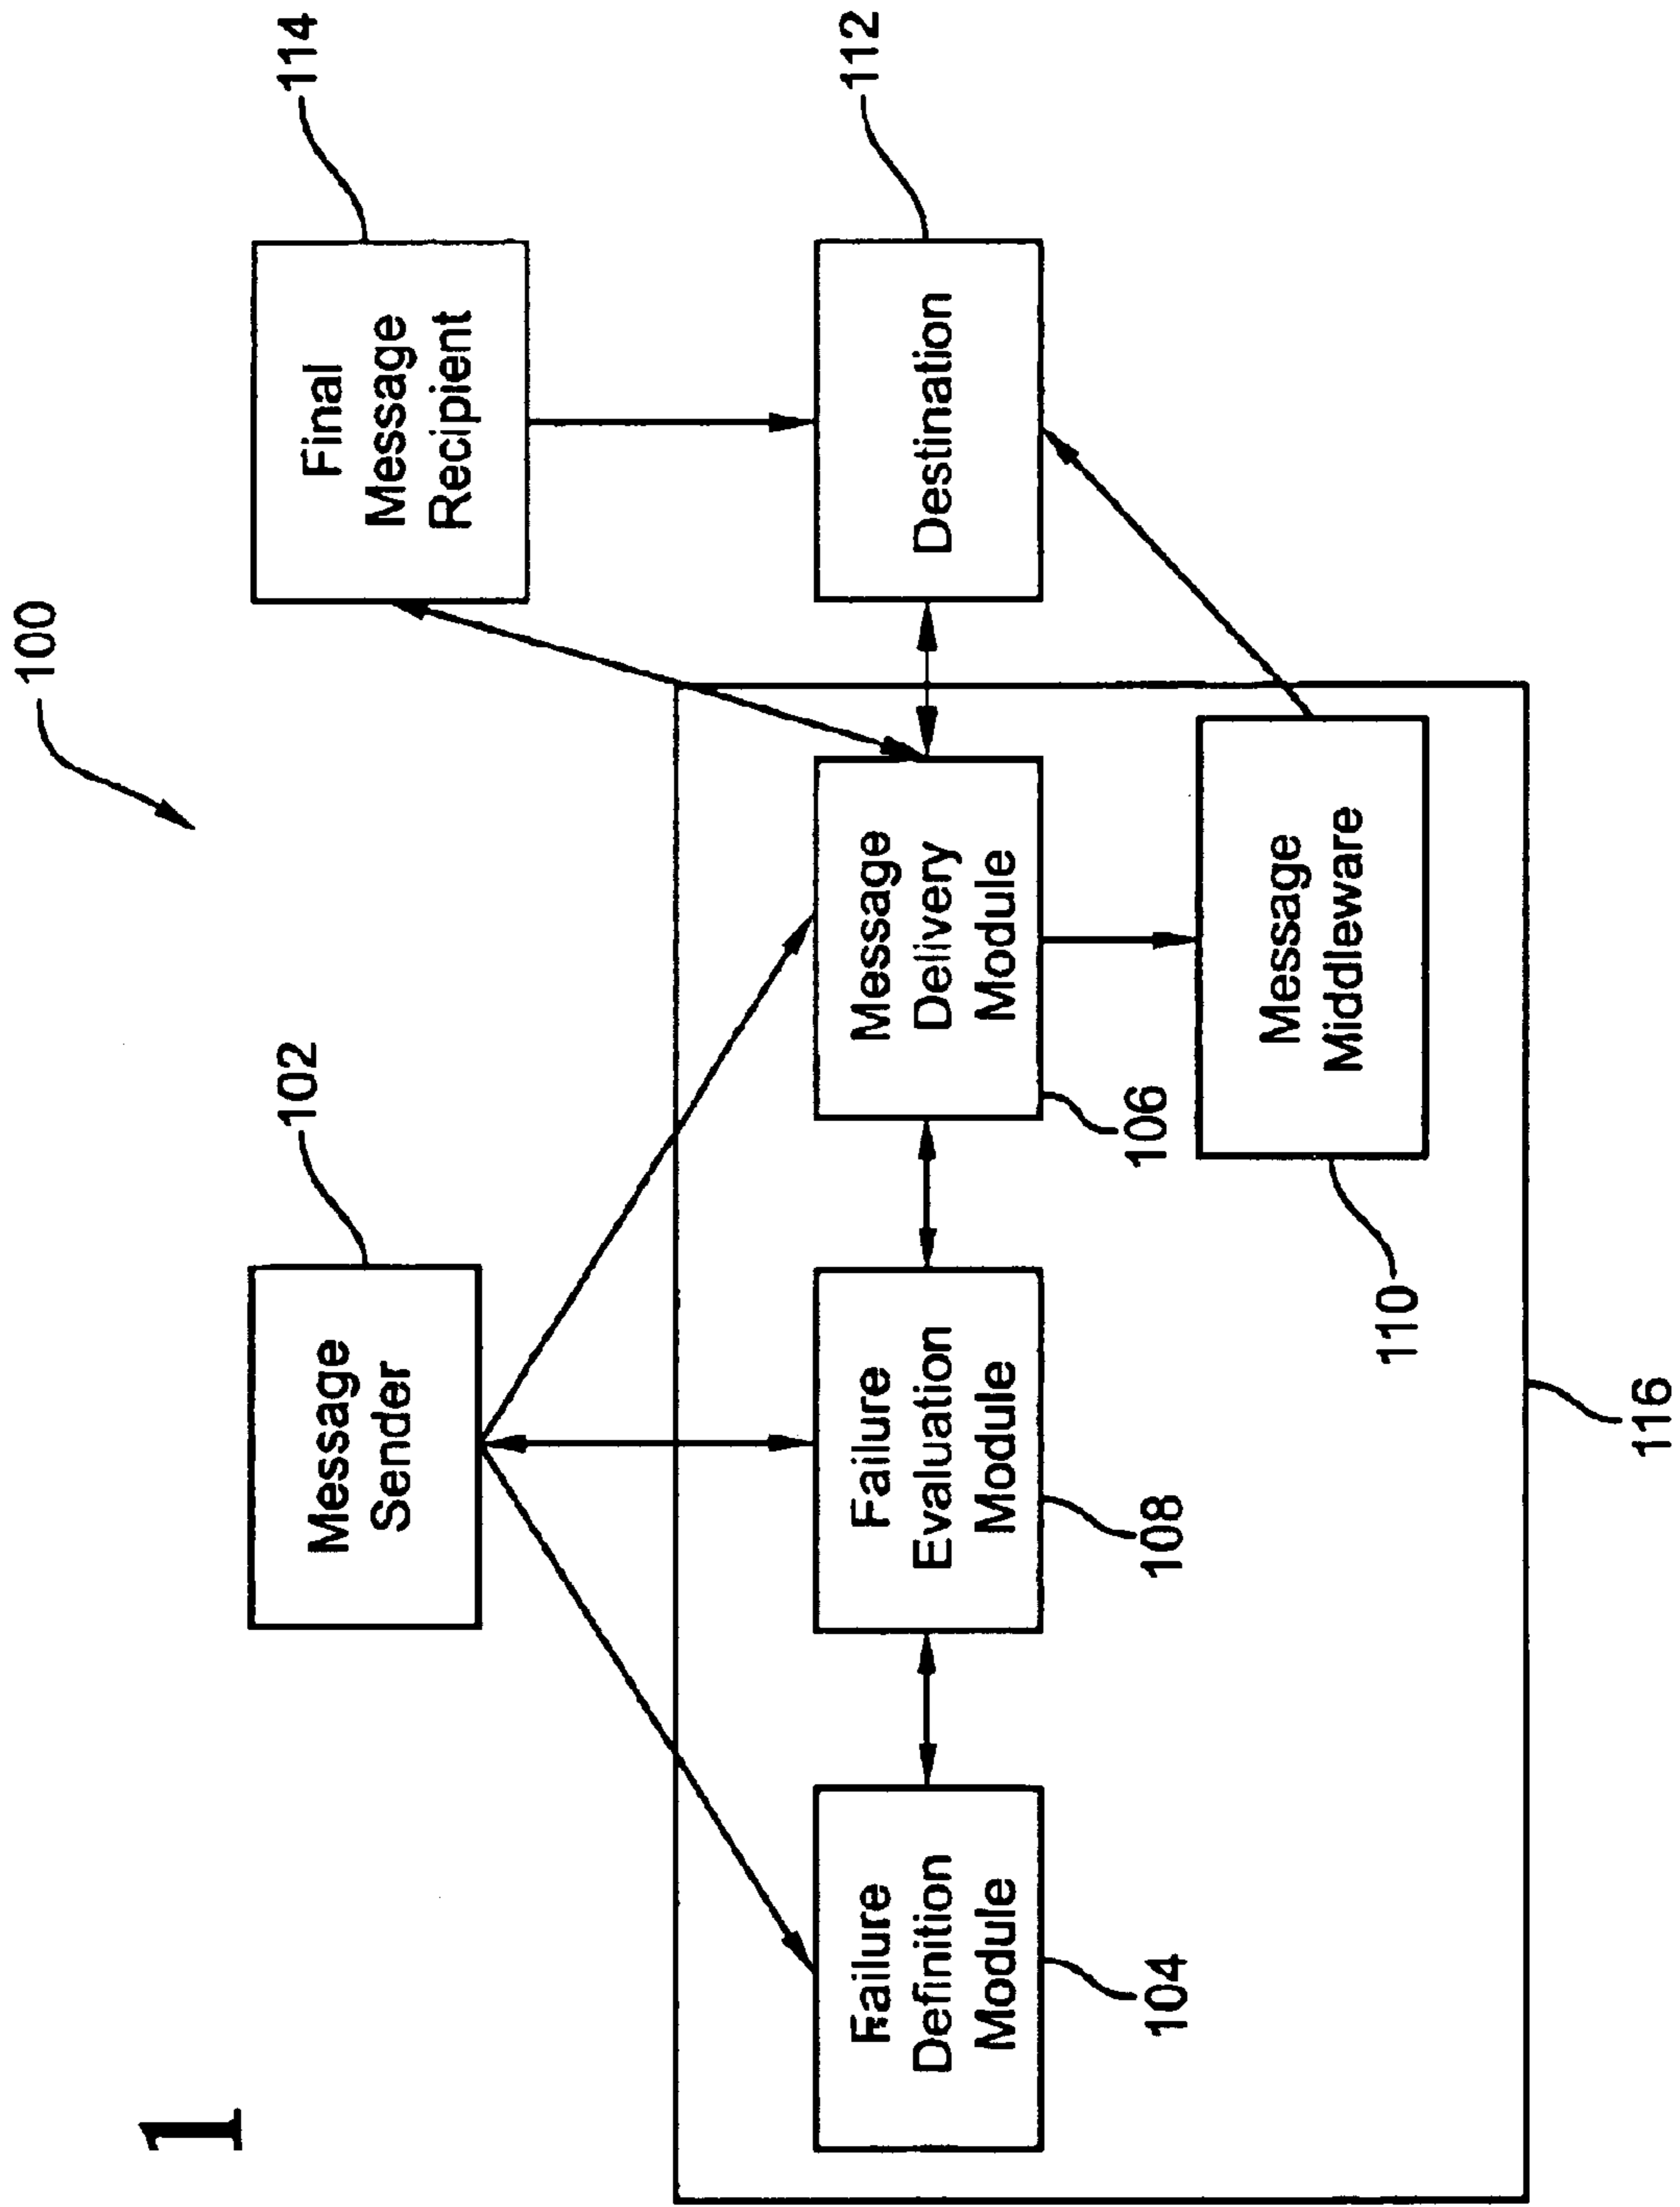 1
100
Message
Sender
102
Final
Message
Recipient
114
Failure
Definition
Module
104
Failure
Evaluation
Module
108
Message
Delivery
Module
106
Destination
112
Message
Middleware
110
116